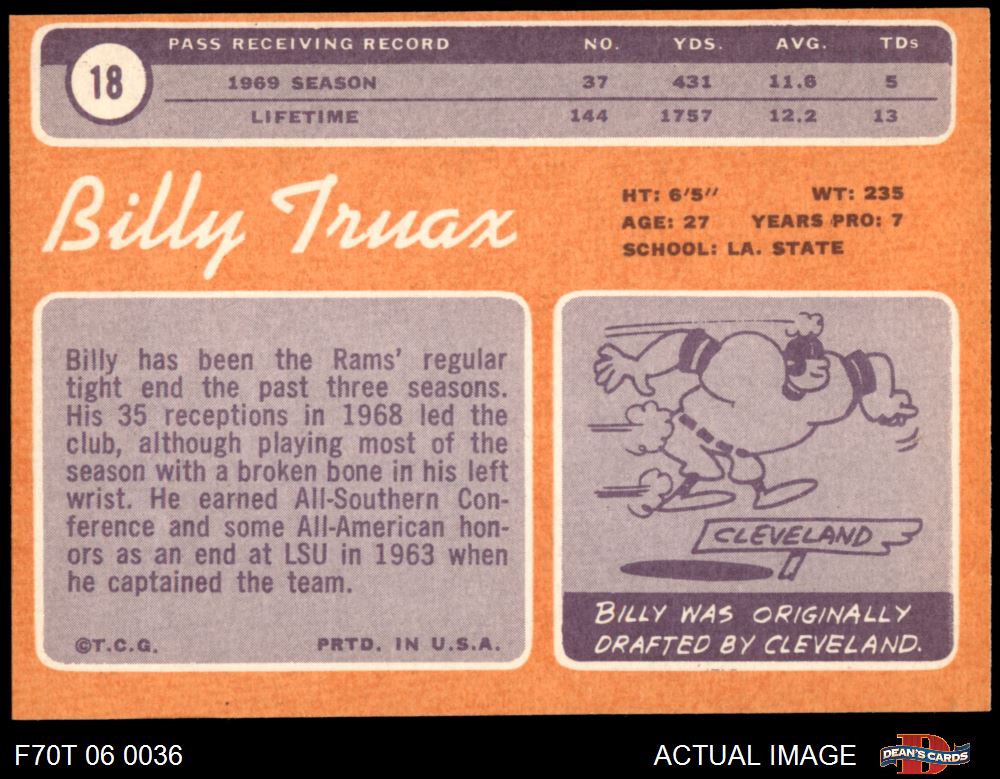 18
PASS RECEIVING RECORD NO. YDS. AVG. TDs
1969 SEASON 37 431 11.6 5
LIFETIME 144 1757 12.2 13
Billy Truax
HT: 6'5" WT: 235
AGE: 27 YEARS PRO: 7
SCHOOL: LA. STATE
Billy has been the Rams' regular
tight end the past three seasons.
His 35 receptions in 1968 led the
club, although playing most of the
season with a broken bone in his left
wrist. He earned All-Southern Con-
ference and some All-American hon-
ors as an end at LSU in 1963 when
he captained the team.
©T.C.G. PRTD. IN U.S.A.
CLEVELAND
BILLY WAS ORIGINALLY
DRAFTED BY CLEVELAND.
F70T 06 0036 ACTUAL IMAGE DEAN'S CARDS